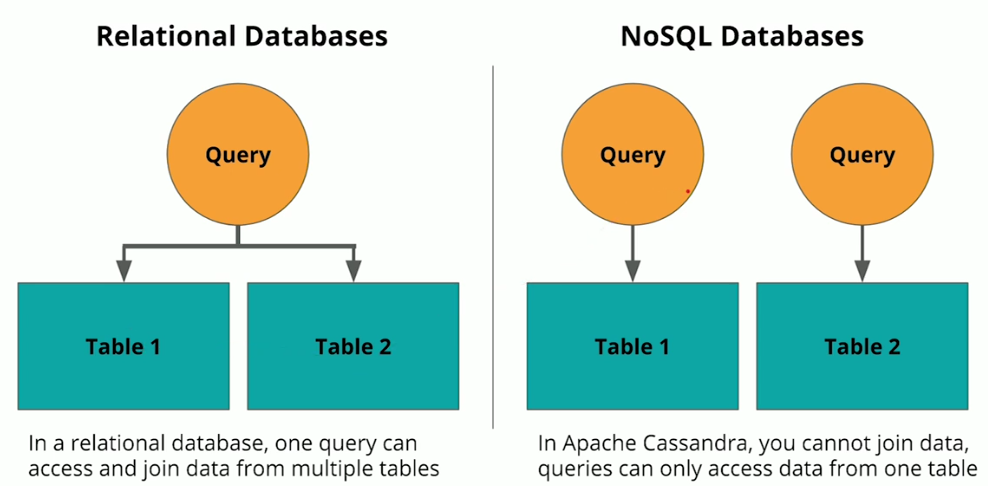 Relational Databases
Query
Table 1
Table 2
In a relational database, one query can
access and join data from multiple tables
NoSQL Databases
Query
Query
Table 1
Table 2
In Apache Cassandra, you cannot join data,
queries can only access data from one table